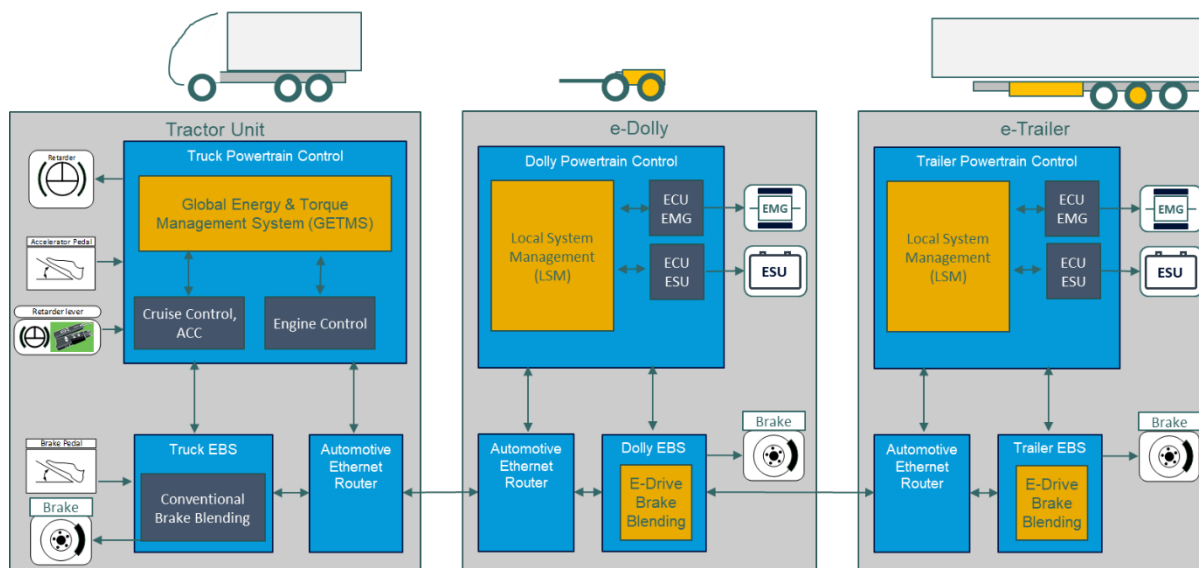 Tractor Unit
Truck Powertrain Control
Retarder
Global Energy & Torque
Management System (GETMS)
Accelerator Pedal
Retarder lever
Cruise Control,
ACC
Engine Control
Brake Pedal
Truck EBS
Conventional
Brake Blending
Automotive
Ethernet
Router
Brake
e-Dolly
Dolly Powertrain Control
Local System
Management
(LSM)
ECU
EMG
EMG
ECU
ESU
ESU
Automotive
Ethernet
Router
Dolly EBS
E-Drive
Brake
Blending
Brake
e-Trailer
Trailer Powertrain Control
Local System
Management
(LSM)
ECU
EMG
EMG
ECU
ESU
ESU
Automotive
Ethernet
Router
Trailer EBS
E-Drive
Brake
Blending
Brake